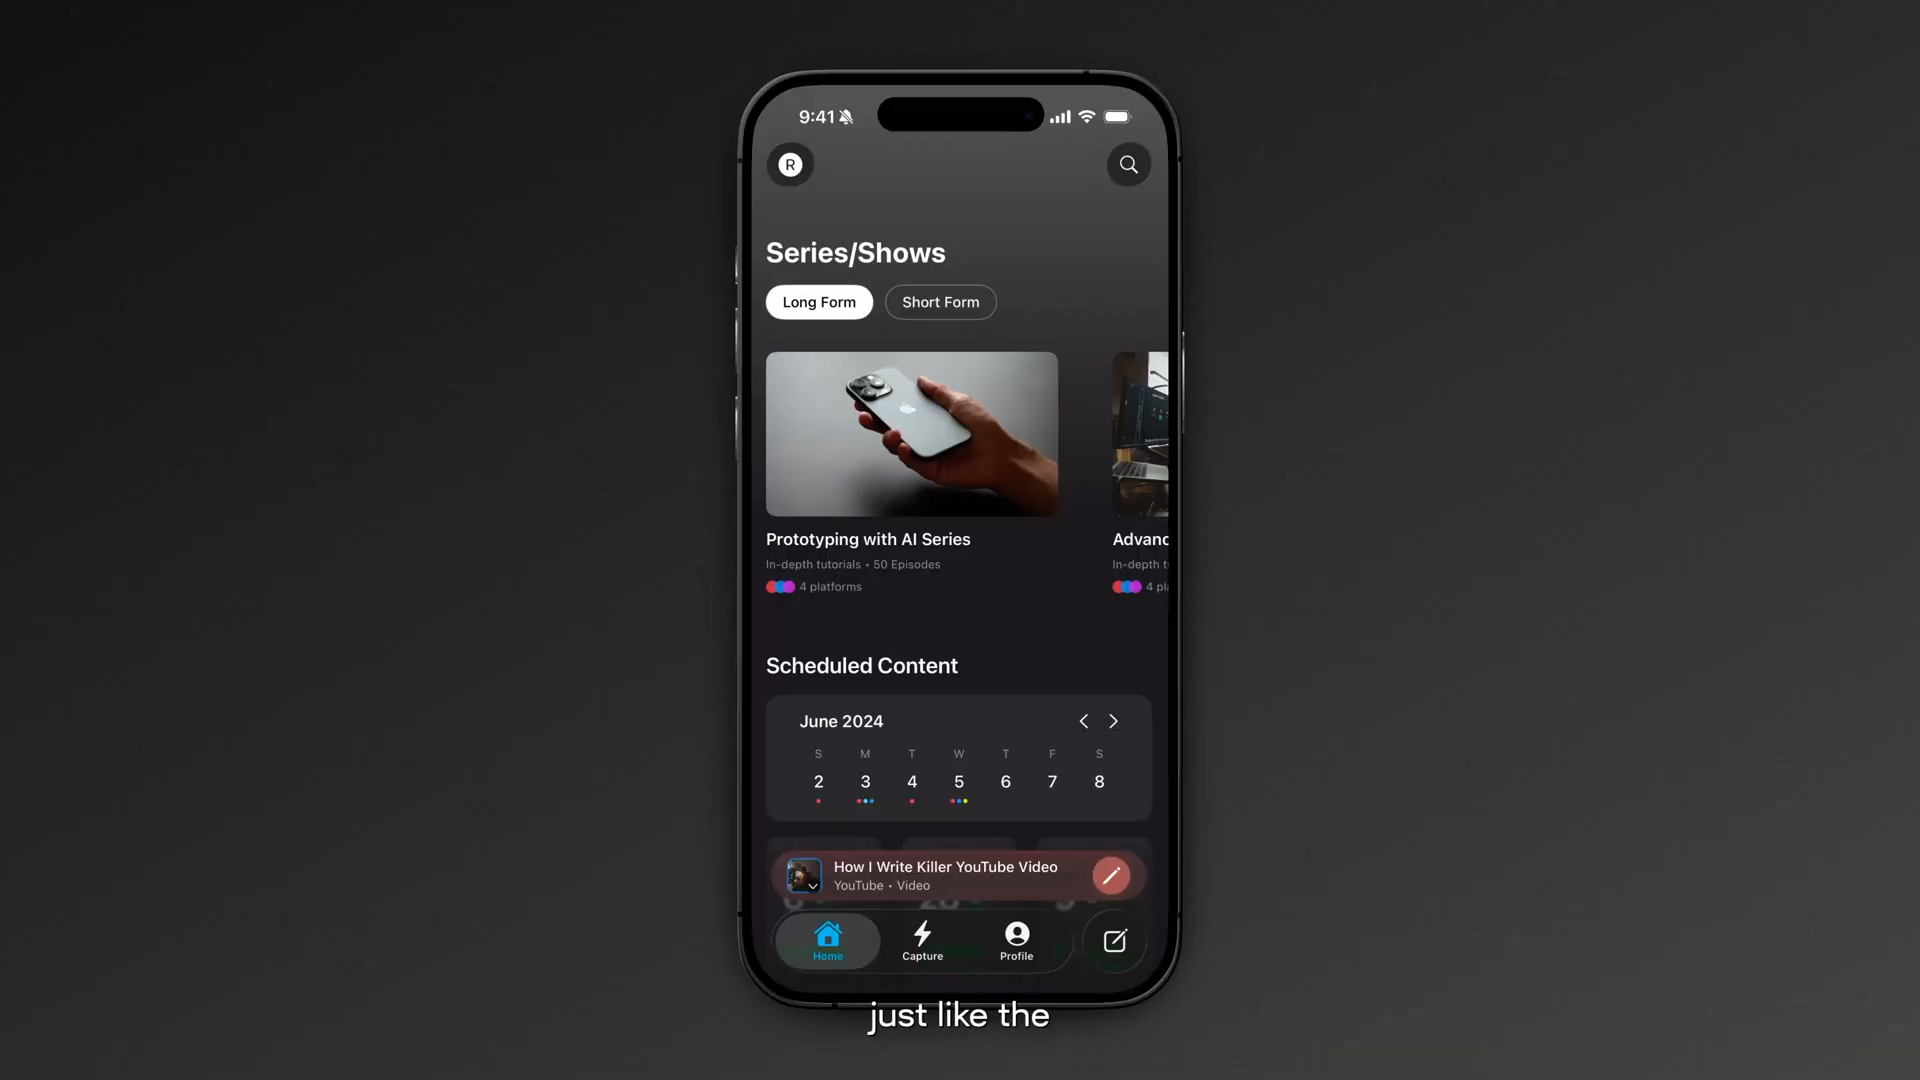 9:41
R
Series/Shows
Long Form
Short Form
Prototyping with AI Series
In-depth tutorials • 50 Episodes
4 platforms
Advanc
In-depth t
4 pl
Scheduled Content
June 2024
S M T W T F S
2 3 4 5 6 7 8
How I Write Killer YouTube Video
YouTube • Video
Home
Capture
Profile
just like the